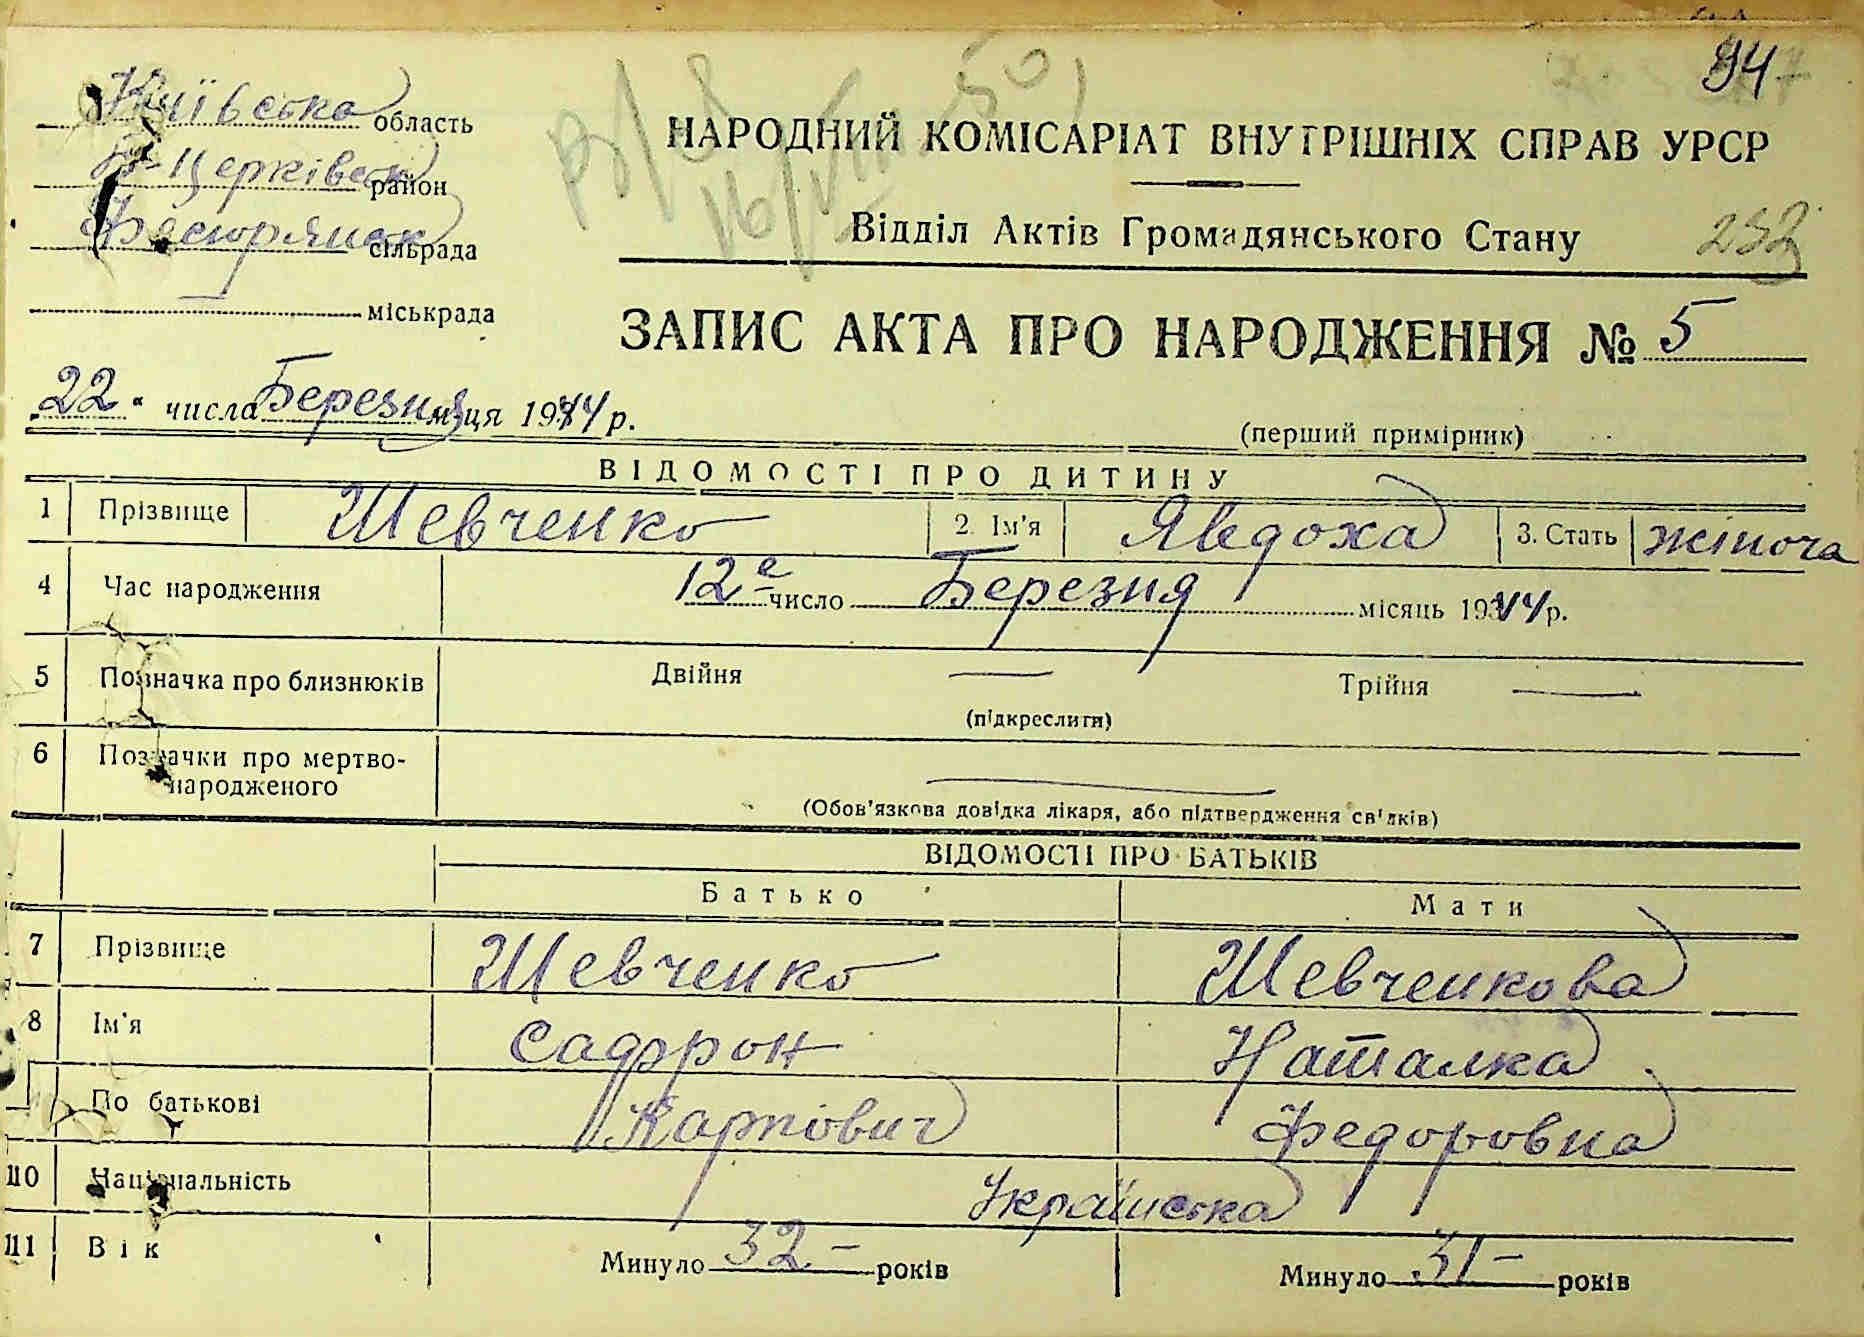 94
Київська область
Б-Церківськ район
сільрада
міськрада
НАРОДНИЙ КОМІСАРІАТ ВНУТРІШНІХ СПРАВ УРСР
Відділ Актів Громадянського Стану
ЗАПИС АКТА ПРО НАРОДЖЕННЯ № 5
„22“ числа Березня м-ця 1944 р.
(перший примірник)
ВІДОМОСТІ ПРО ДИТИНУ
1 Прізвище Шевченко 2. Ім'я Явдоха 3. Стать жіноча
4 Час народження 12е число Березня місяць 1944 р.
5 Позначка про близнюків Двійня — Трійня —
(підкреслити)
6 Позначки про мертво-
народженого —
(Обов'язкова довідка лікаря, або підтвердження свідків)
ВІДОМОСТІ ПРО БАТЬКІВ
Батько Мати
7 Прізвище Шевченко Шевченкова
8 Ім'я Сафрон Наталка
По батькові Карпович Федоровна
10 Національність Українська
11 Вік Минуло 32 — років Минуло 31 — років